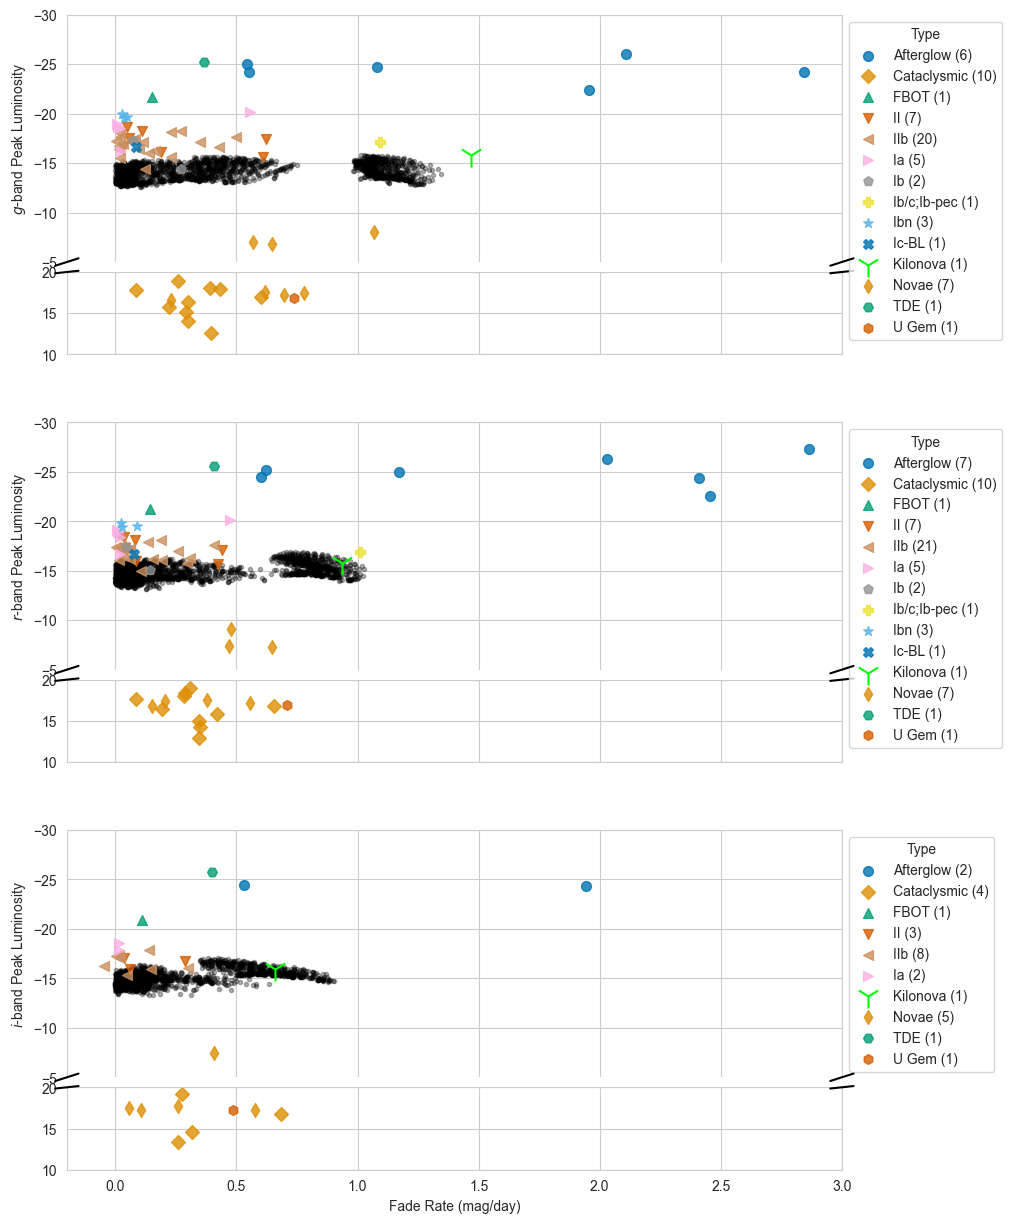 −30
−25
−20
−15
−10
−5
g-band Peak Luminosity
20
15
10
Type
Afterglow (6)
Cataclysmic (10)
FBOT (1)
II (7)
IIb (20)
Ia (5)
Ib (2)
Ib/c;Ib-pec (1)
Ibn (3)
Ic-BL (1)
Kilonova (1)
Novae (7)
TDE (1)
U Gem (1)
−30
−25
−20
−15
−10
−5
r-band Peak Luminosity
20
15
10
Type
Afterglow (7)
Cataclysmic (10)
FBOT (1)
II (7)
IIb (21)
Ia (5)
Ib (2)
Ib/c;Ib-pec (1)
Ibn (3)
Ic-BL (1)
Kilonova (1)
Novae (7)
TDE (1)
U Gem (1)
−30
−25
−20
−15
−10
−5
i-band Peak Luminosity
20
15
10
Type
Afterglow (2)
Cataclysmic (4)
FBOT (1)
II (3)
IIb (8)
Ia (2)
Kilonova (1)
Novae (5)
TDE (1)
U Gem (1)
0.0 0.5 1.0 1.5 2.0 2.5 3.0
Fade Rate (mag/day)